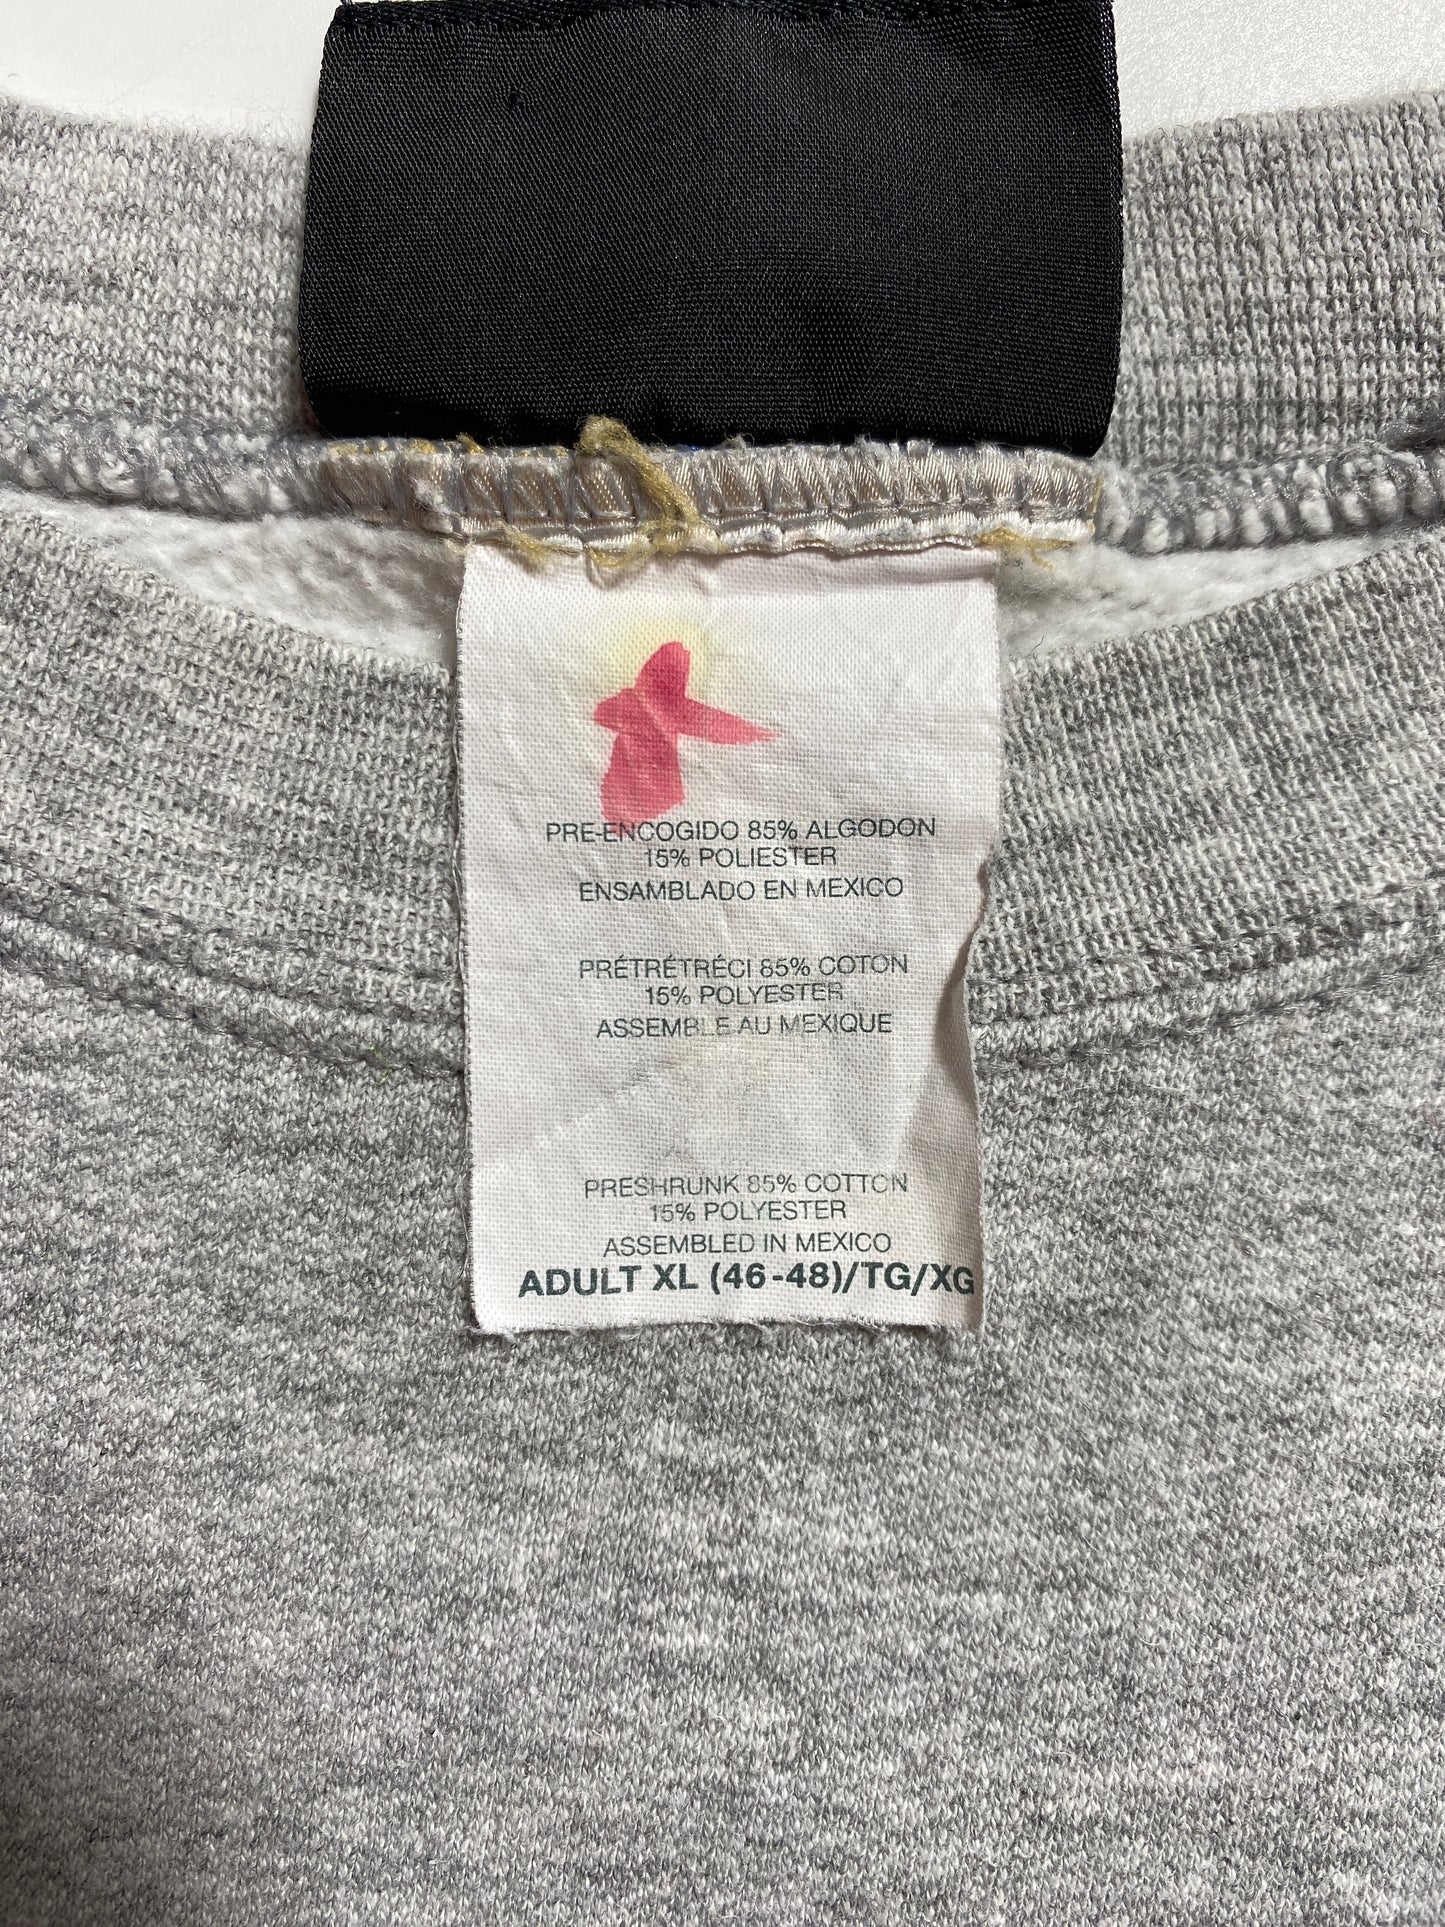 PRE-ENCOGIDO 85% ALGODON
15% POLIESTER
ENSAMBLADO EN MEXICO
PRÉTRÉTRÉCI 85% COTON
15% POLYESTER
ASSEMBLE AU MEXIQUE
PRESHRUNK 85% COTTON
15% POLYESTER
ASSEMBLED IN MEXICO
ADULT XL (46-48)/TG/XG